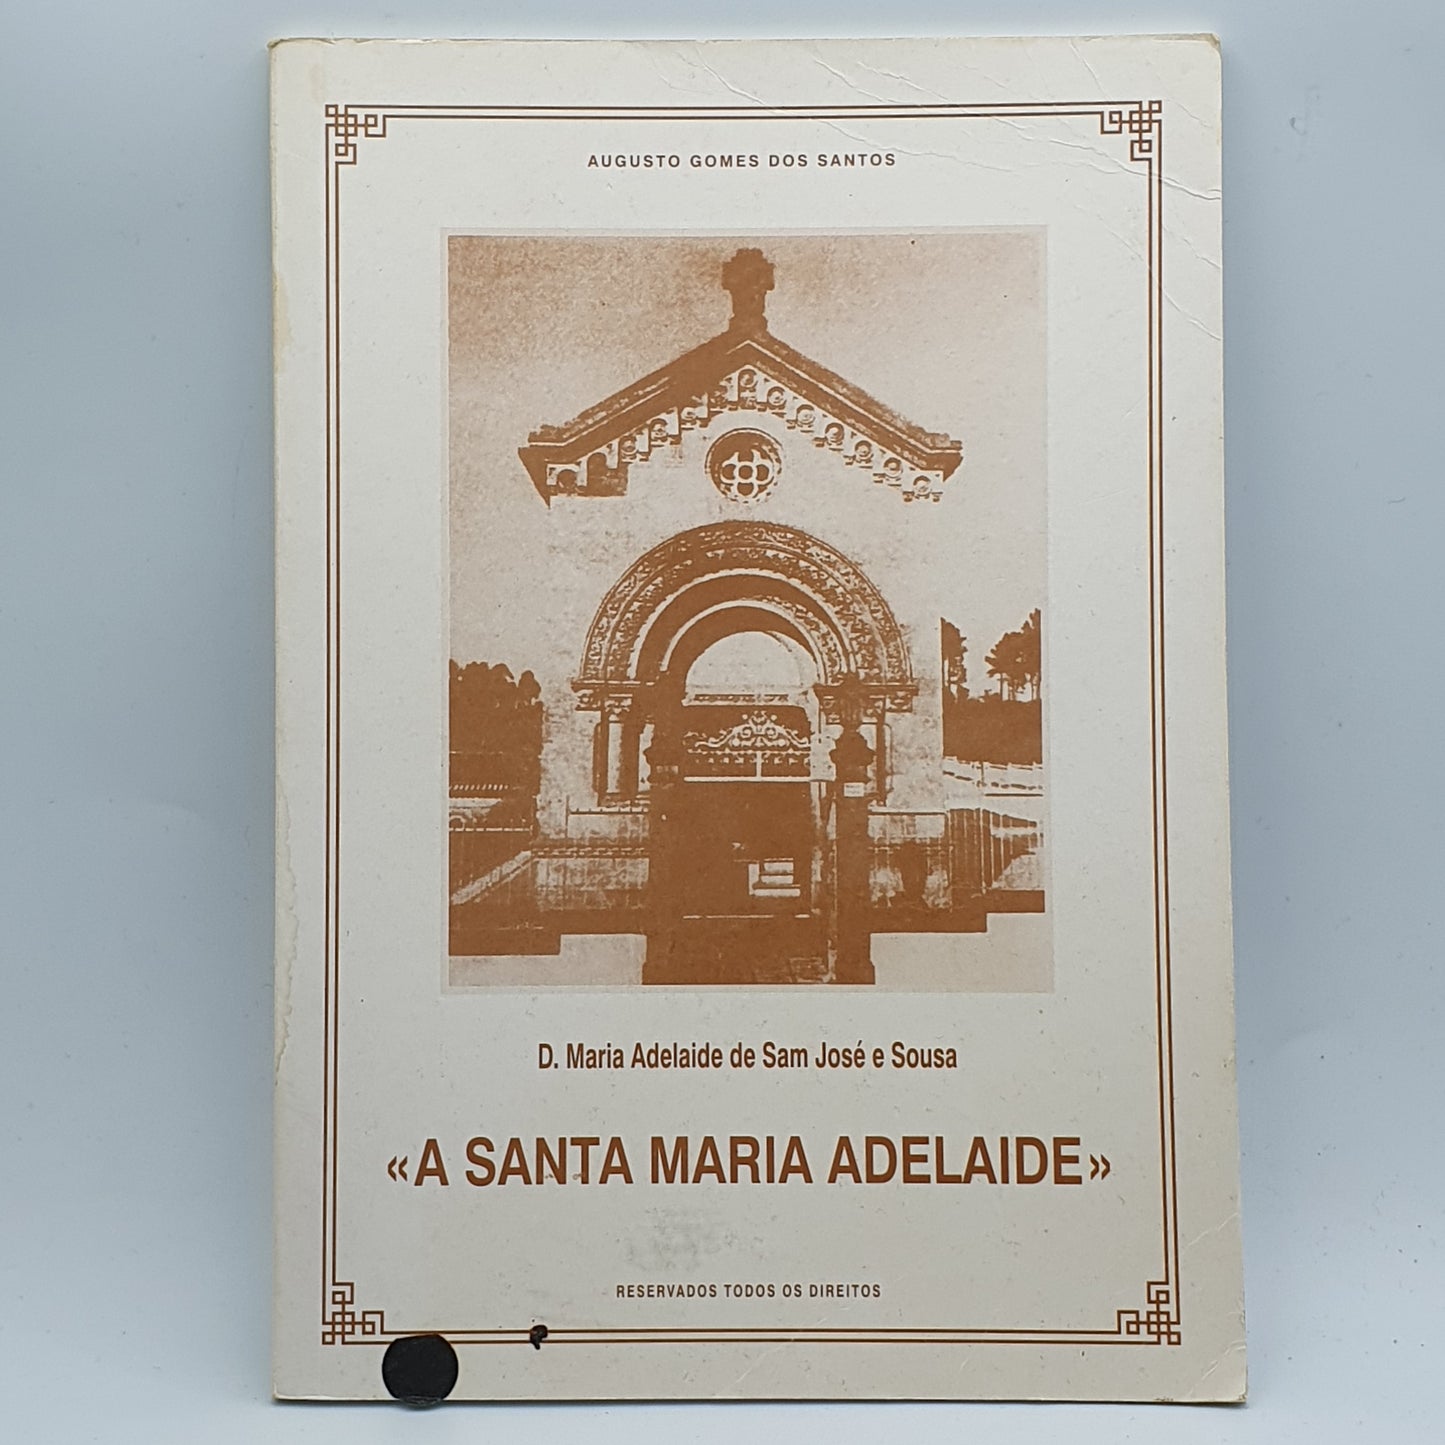 AUGUSTO GOMES DOS SANTOS
D. Maria Adelaide de Sam José e Sousa
«A SANTA MARIA ADELAIDE»
RESERVADOS TODOS OS DIREITOS